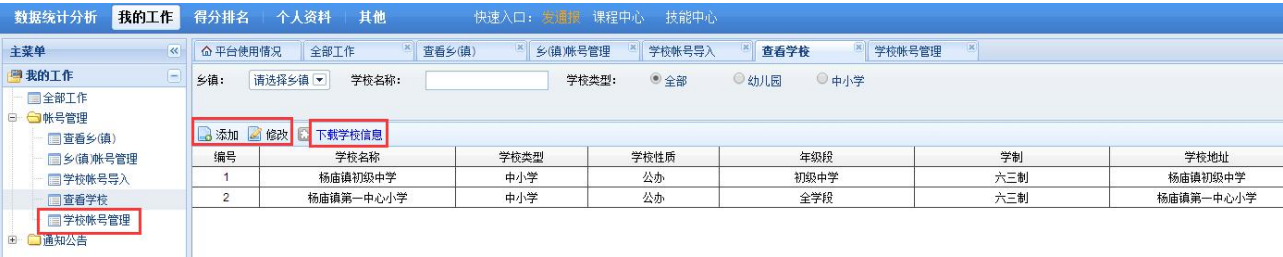 数据统计分析 我的工作 得分排名 个人资料 其他 快速入口： 发通报 课程中心 技能中心
主菜单 平台使用情况 全部工作 查看乡(镇) 乡(镇)帐号管理 学校帐号导入 查看学校 学校帐号管理
我的工作 乡镇： 请选择乡镇 学校名称： 学校类型： 全部 幼儿园 中小学
全部工作
帐号管理
查看乡(镇) 添加 修改 下载学校信息
乡(镇)帐号管理 编号 学校名称 学校类型 学校性质 年级段 学制 学校地址
学校帐号导入 1 杨庙镇初级中学 中小学 公办 初级中学 六三制 杨庙镇初级中学
查看学校 2 杨庙镇第一中心小学 中小学 公办 全学段 六三制 杨庙镇第一中心小学
学校帐号管理
通知公告